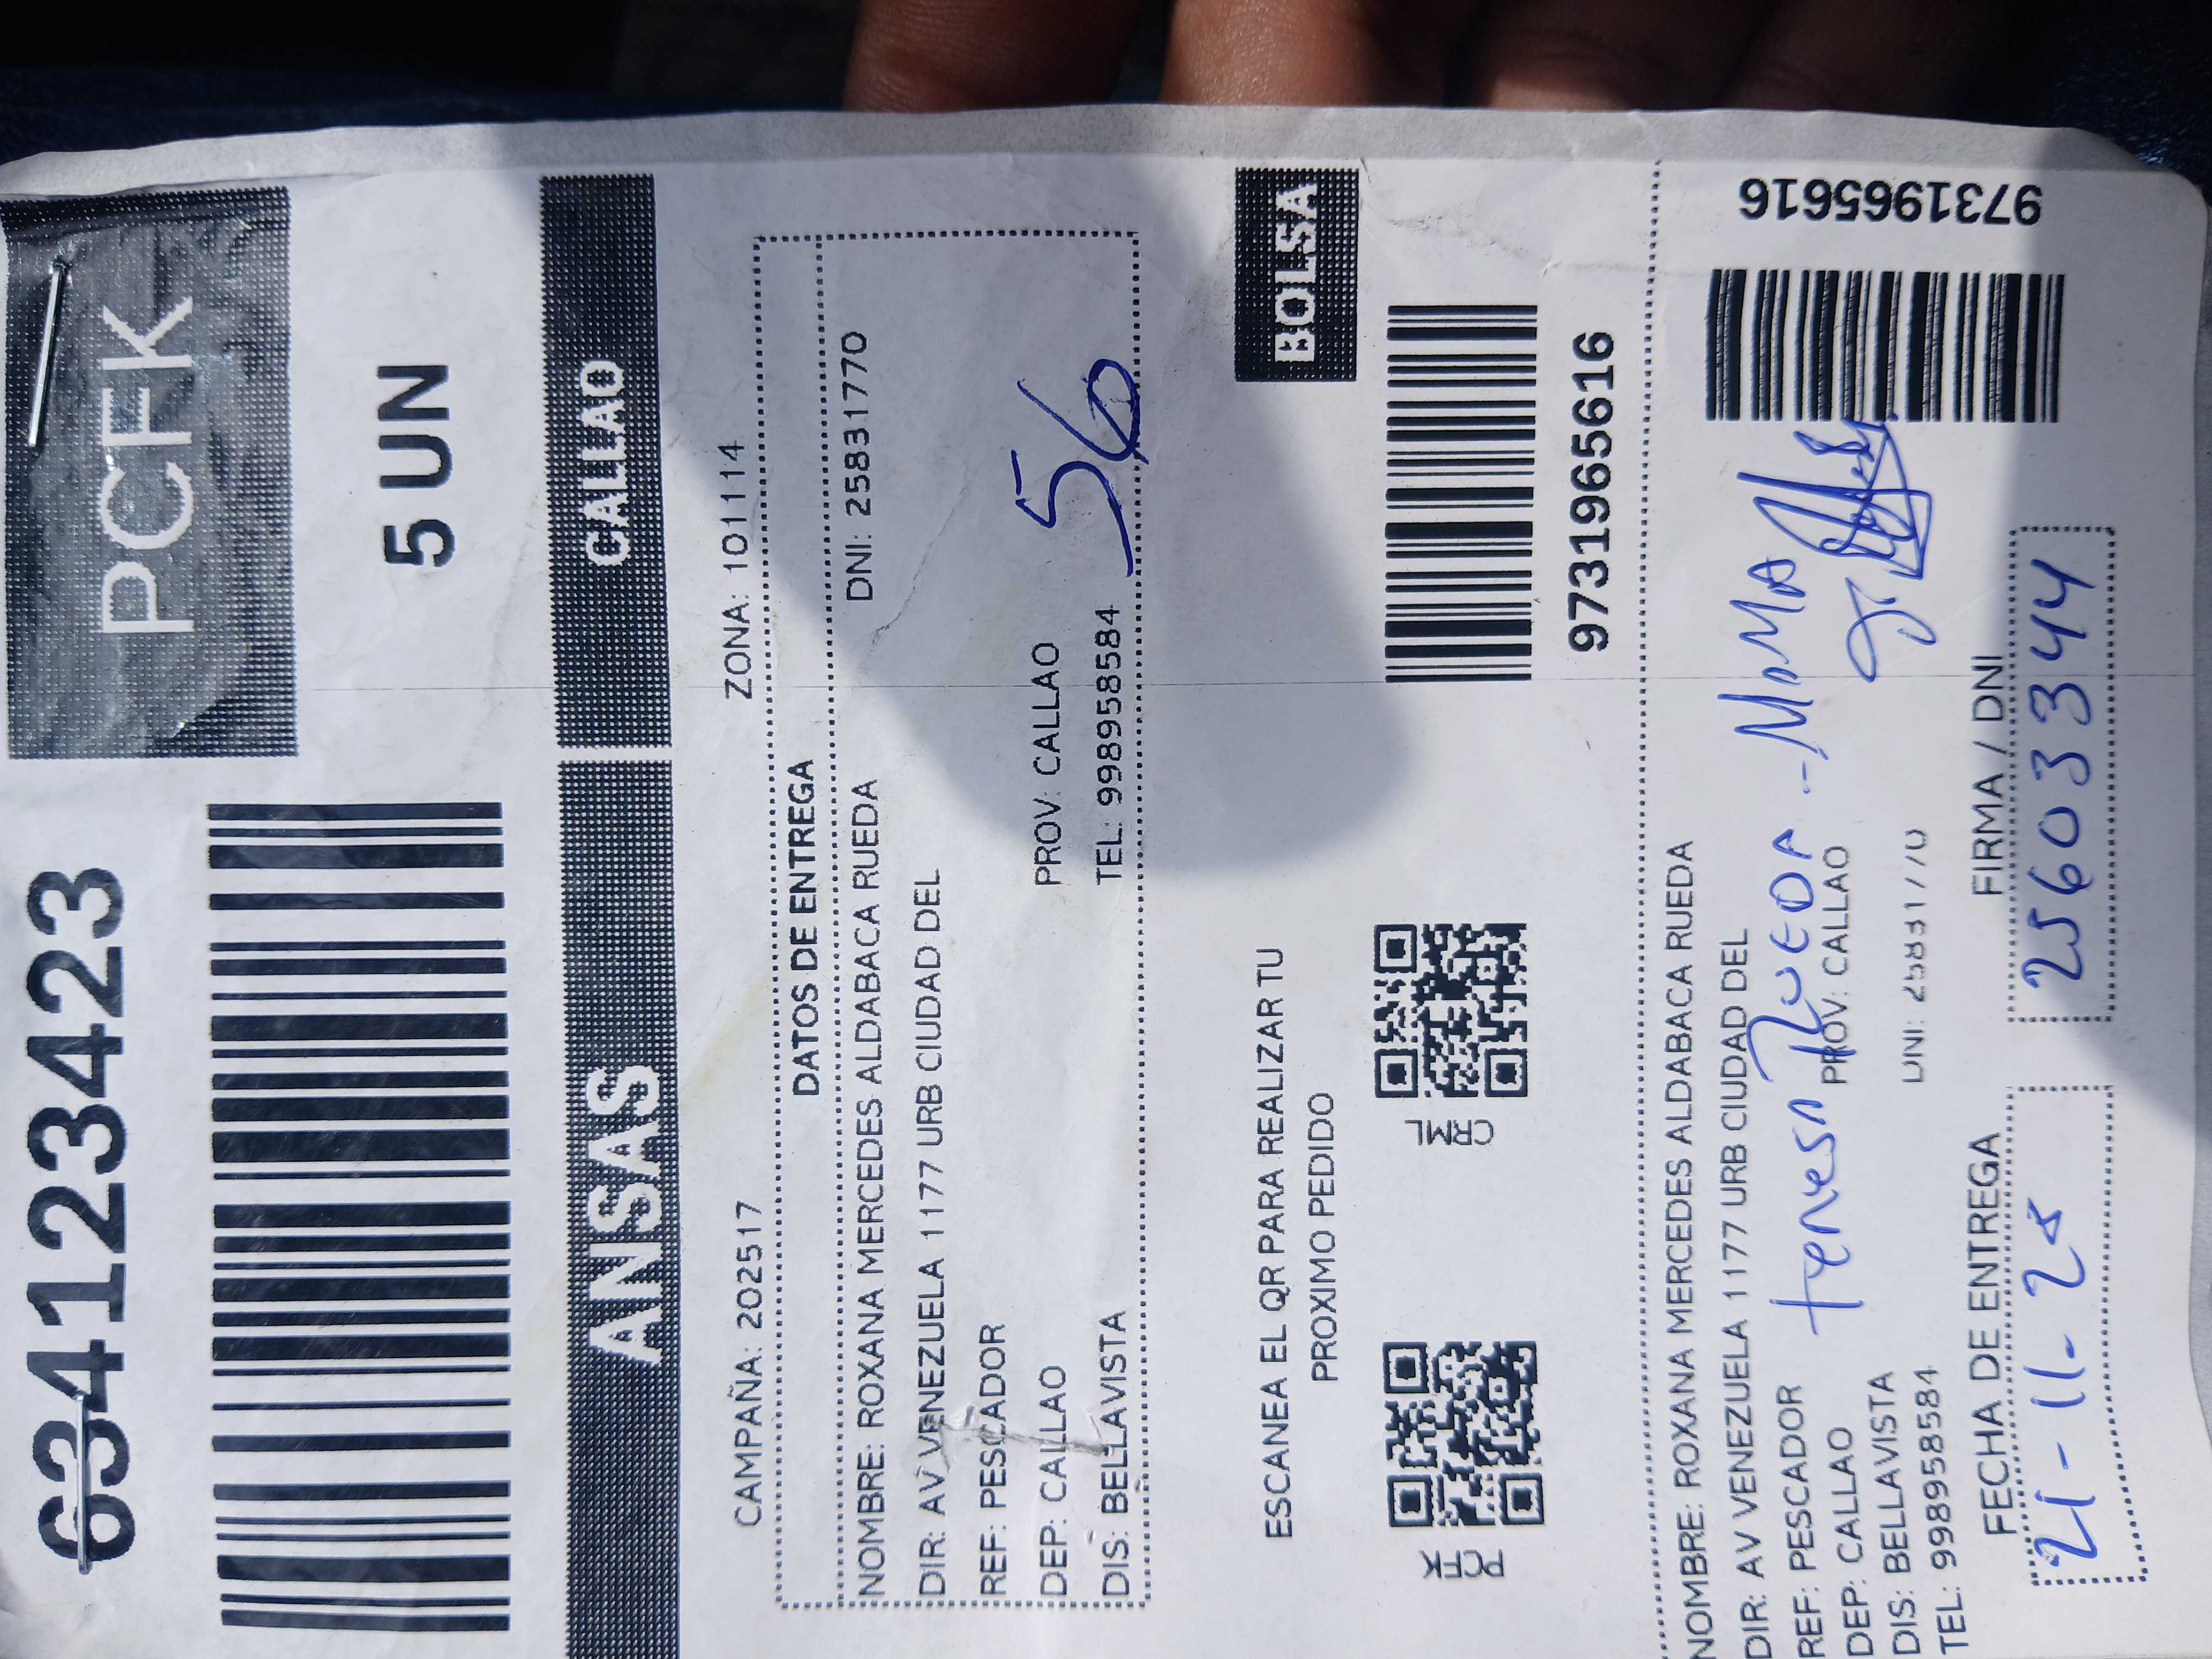 6341123423
PCFK
5 UN
ANSAS
CALLAO
CAMPAÑA: 202517
ZONA: 101114
DATOS DE ENTREGA
NOMBRE: ROXANA MERCEDES ALDABACA RUEDA
DNI: 25831770
DIR: AV VENEZUELA 1177 URB CIUDAD DEL
REF: PESCADOR
DEP: CALLAO
PROV: CALLAO
DIS: BELLAVISTA
TEL: 998958584
56
BOLSA
ESCANEA EL QR PARA REALIZAR TU
PROXIMO PEDIDO
PCFK
CRML
9731965616
9731965616
NOMBRE: ROXANA MERCEDES ALDABACA RUEDA
DIR: AV VENEZUELA 1177 URB CIUDAD DEL
REF: PESCADOR
RUEDA -- MAMA
DEP: CALLAO
PROV: CALLAO
DIS: BELLAVISTA
DNI: 25831770
TEL: 998958584
FECHA DE ENTREGA
FIRMA / DNI
21-11-25
25603344